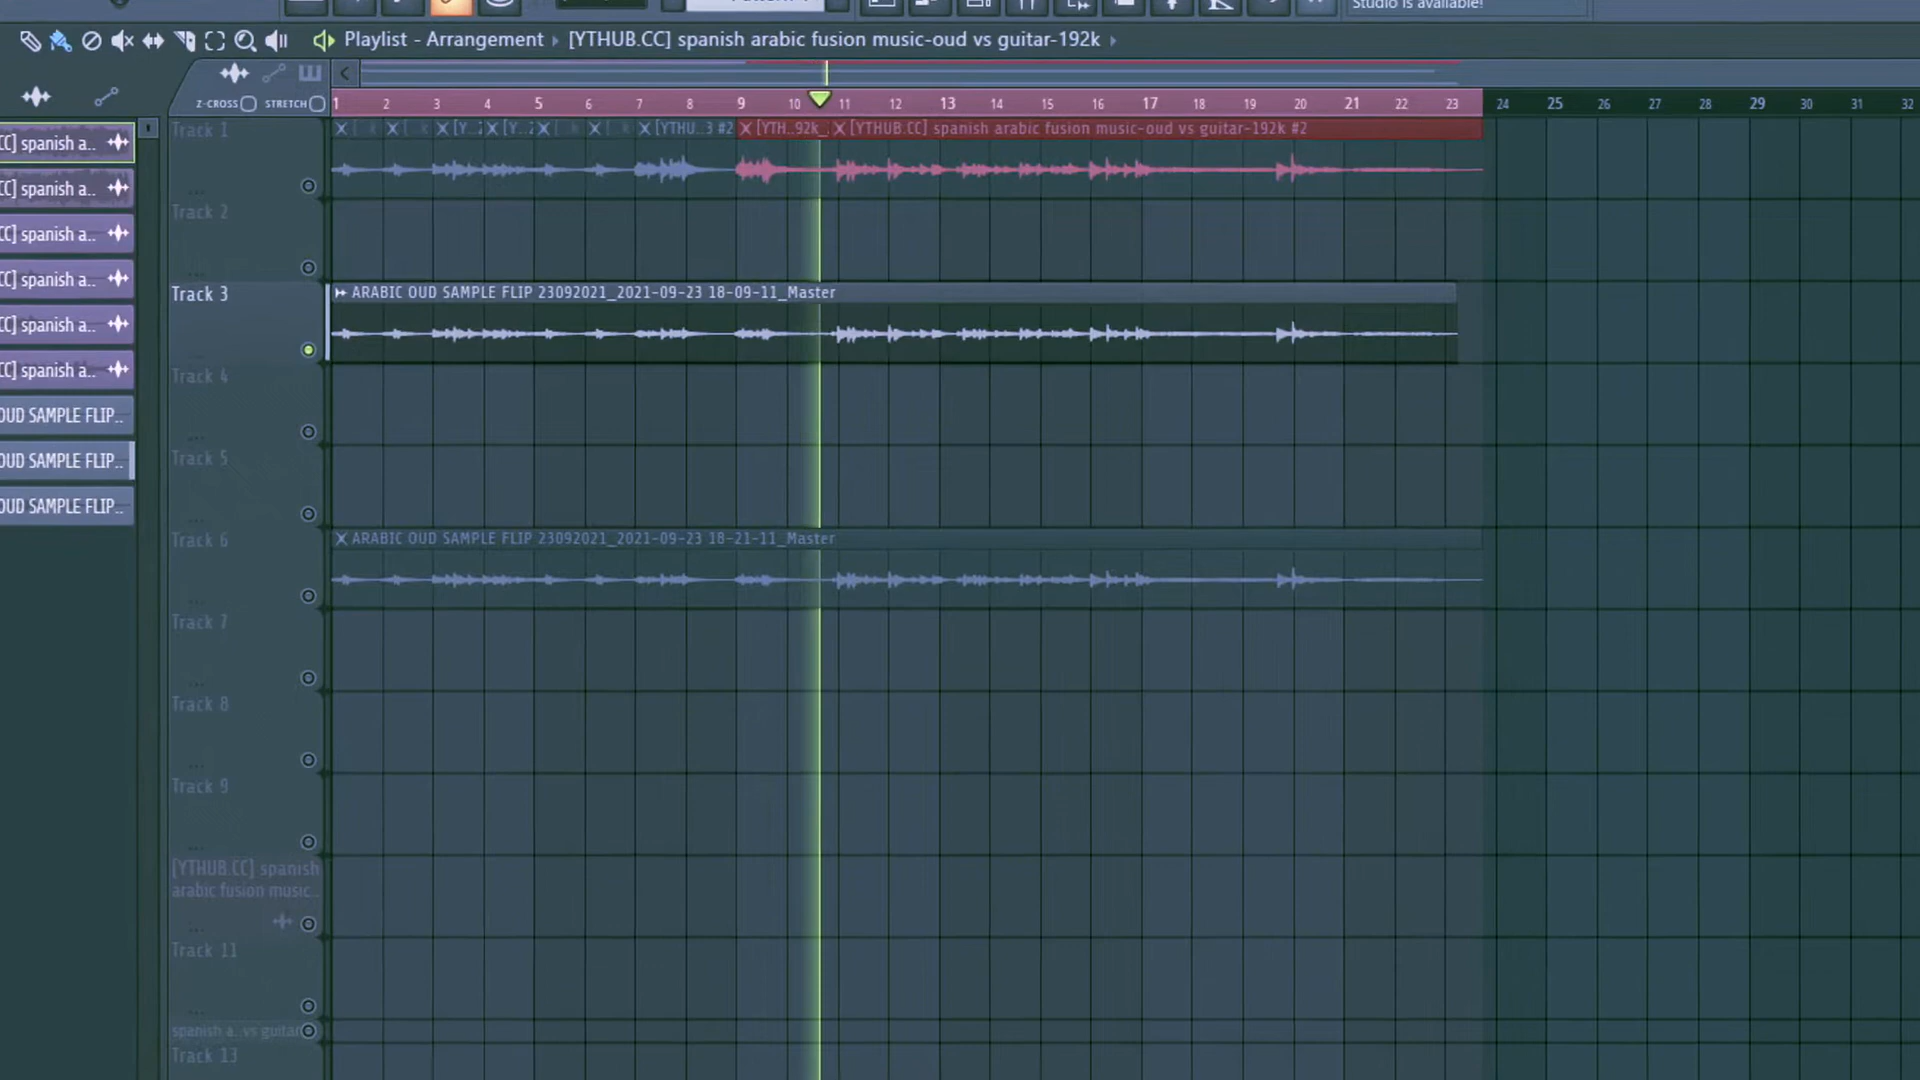 Studio is available!
Playlist - Arrangement ▸ [YTHUB.CC] spanish arabic fusion music-oud vs guitar-192k ▸
Z-CROSS STRETCH
1 2 3 4 5 6 7 8 9 10 11 12 13 14 15 16 17 18 19 20 21 22 23 24 25 26 27 28 29 30 31 32
CC] spanish a..
CC] spanish a..
CC] spanish a..
CC] spanish a..
CC] spanish a..
CC] spanish a..
OUD SAMPLE FLIP..
OUD SAMPLE FLIP..
OUD SAMPLE FLIP..
Track 1
[YTHU..3 #2 [YTH..92k_ [YTHUB.CC] spanish arabic fusion music-oud vs guitar-192k #2
Track 2
Track 3
ARABIC OUD SAMPLE FLIP 23092021_2021-09-23 18-09-11_Master
Track 4
Track 5
Track 6
ARABIC OUD SAMPLE FLIP 23092021_2021-09-23 18-21-11_Master
Track 7
Track 8
Track 9
[YTHUB.CC] spanish
arabic fusion music..
Track 11
spanish a..vs guitar
Track 13